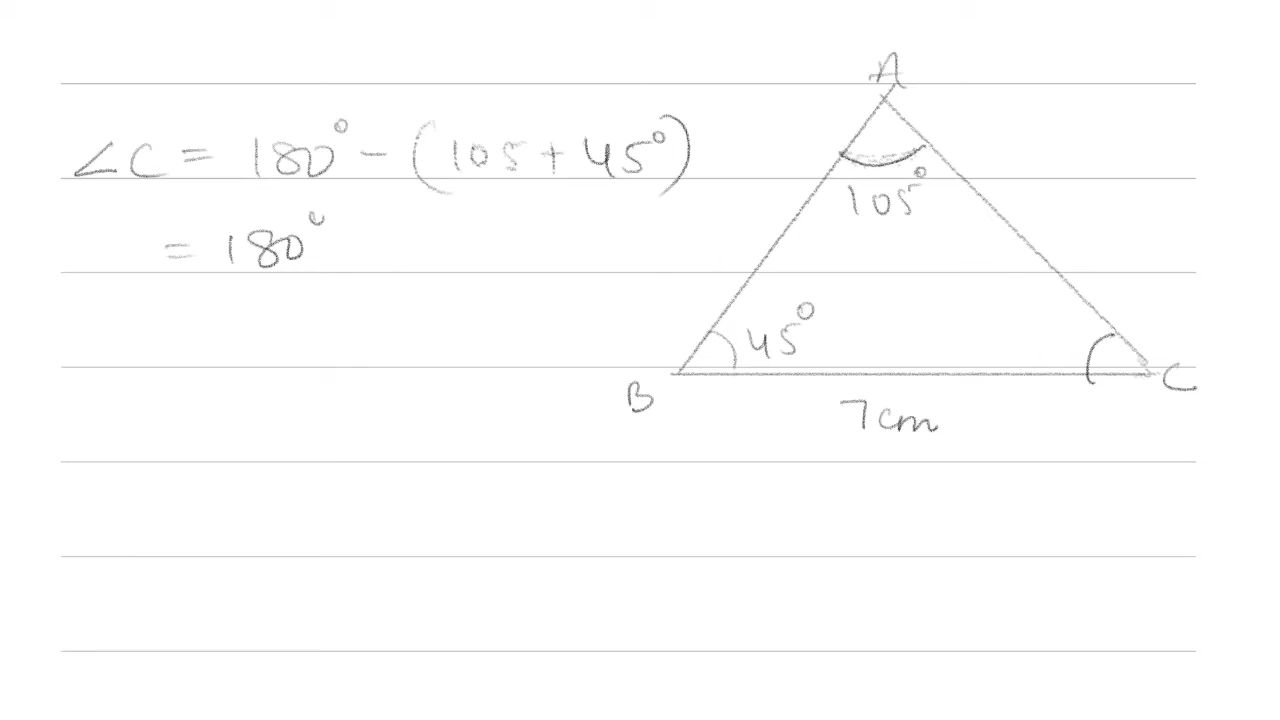 ∠C = 180° - (105 + 45°)
= 180°
A
105°
45°
B
C
7cm